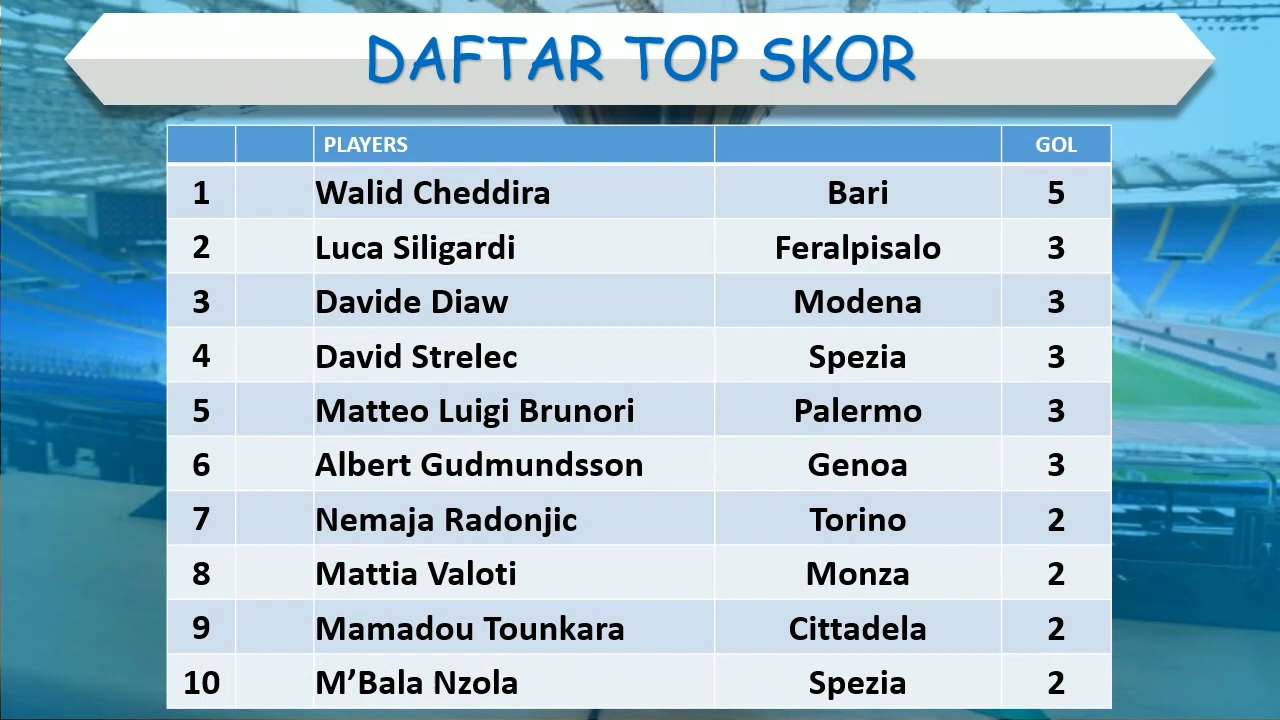 DAFTAR TOP SKOR
PLAYERS GOL
1 Walid Cheddira Bari 5
2 Luca Siligardi Feralpisalo 3
3 Davide Diaw Modena 3
4 David Strelec Spezia 3
5 Matteo Luigi Brunori Palermo 3
6 Albert Gudmundsson Genoa 3
7 Nemaja Radonjic Torino 2
8 Mattia Valoti Monza 2
9 Mamadou Tounkara Cittadela 2
10 M’Bala Nzola Spezia 2